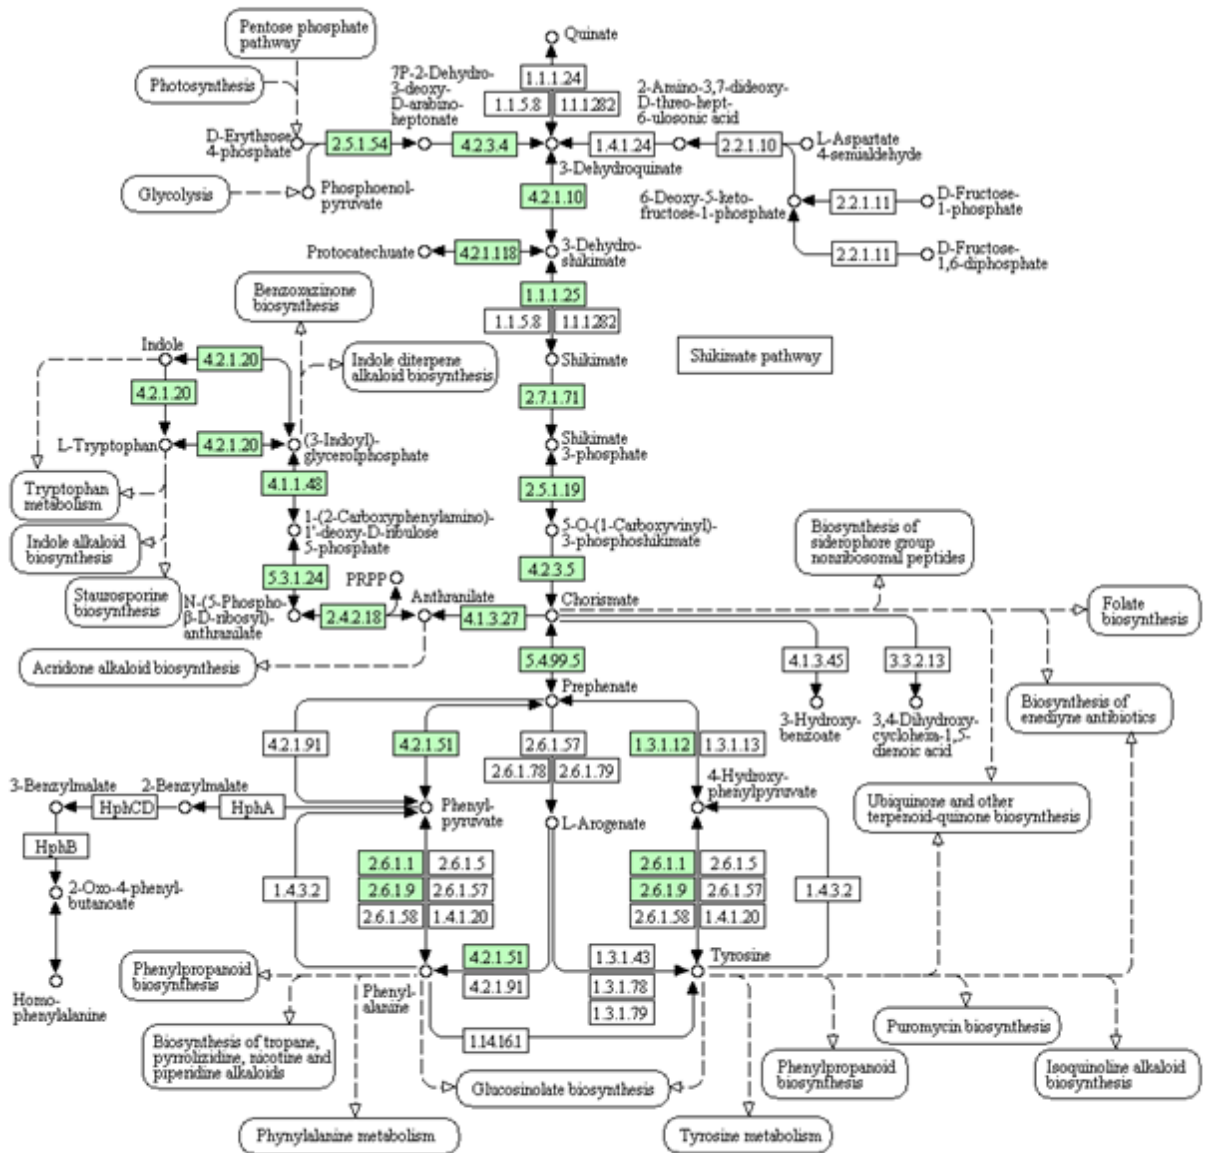 Pentose phosphate
pathway
Quinate
Photosynthesis
7P-2-Dehydro-
3-deoxy-
D-arabino-
heptonate
1.1.1.24
1.1.5.8
1.1.1.282
2-Amino-3,7-dideoxy-
D-threo-hept-
6-ulosonic acid
D-Erythrose
4-phosphate
2.5.1.54
4.2.3.4
1.4.1.24
2.2.1.10
L-Aspartate
4-semialdehyde
3-Dehydroquinate
Glycolysis
Phosphoenol-
pyruvate
4.2.1.10
6-Deoxy-5-keto-
fructose-1-phosphate
2.2.1.11
D-Fructose-
1-phosphate
Protocatechuate
4.2.1.118
3-Dehydro-
shikimate
2.2.1.11
D-Fructose-
1,6-diphosphate
Benzoxazinone
biosynthesis
1.1.1.25
1.1.5.8
1.1.1.282
Indole
4.2.1.20
Indole diterpene
alkaloid biosynthesis
Shikimate
Shikimate pathway
4.2.1.20
2.7.1.71
L-Tryptophan
4.2.1.20
(3-Indoyl)-
glycerolphosphate
Shikimate
3-phosphate
Tryptophan
metabolism
4.1.1.48
2.5.1.19
1-(2-Carboxyphenylamino)-
1'-deoxy-D-ribulose
5-phosphate
5-O-(1-Carboxyvinyl)-
3-phosphoshikimate
Biosynthesis of
siderophore group
nonribosomal peptides
Indole alkaloid
biosynthesis
5.3.1.24
PRPP
4.2.3.5
Staurosporine
biosynthesis
N-(5-Phospho-
β-D-ribosyl)-
anthranilate
2.4.2.18
Anthranilate
4.1.3.27
Chorismate
Folate
biosynthesis
Acridone alkaloid biosynthesis
5.4.99.5
4.1.3.45
3.3.2.13
Prephenate
3-Hydroxy-
benzoate
3,4-Dihydroxy-
cyclohexa-1,5-
dienoic acid
Biosynthesis of
enediyne antibiotics
4.2.1.91
4.2.1.51
2.6.1.57
2.6.1.78
2.6.1.79
1.3.1.12
1.3.1.13
3-Benzylmalate
2-Benzylmalate
4-Hydroxy-
phenylpyruvate
HphCD
HphA
Phenyl-
pyruvate
L-Arogenate
Ubiquinone and other
terpenoid-quinone biosynthesis
HphB
2-Oxo-4-phenyl-
butanoate
1.4.3.2
2.6.1.1
2.6.1.5
2.6.1.9
2.6.1.57
2.6.1.58
1.4.1.20
2.6.1.1
2.6.1.5
2.6.1.9
2.6.1.57
2.6.1.58
1.4.1.20
1.4.3.2
Phenylpropanoid
biosynthesis
4.2.1.51
4.2.1.91
1.3.1.43
1.3.1.78
1.3.1.79
Tyrosine
Homo-
phenylalanine
Phenyl-
alanine
Biosynthesis of tropane,
pyrrolizidine, nicotine and
piperidine alkaloids
1.14.16.1
Puromycin biosynthesis
Glucosinolate biosynthesis
Phenylpropanoid
biosynthesis
Isoquinoline alkaloid
biosynthesis
Phynylalanine metabolism
Tyrosine metabolism